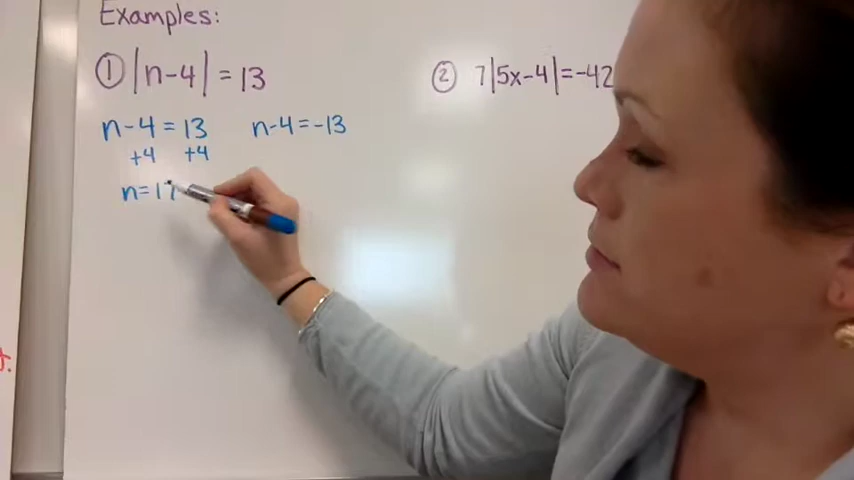 Examples:
① |n-4| = 13
n-4 = 13
+4 +4
n = 17
n-4 = -13
② 7|5x-4| = -42